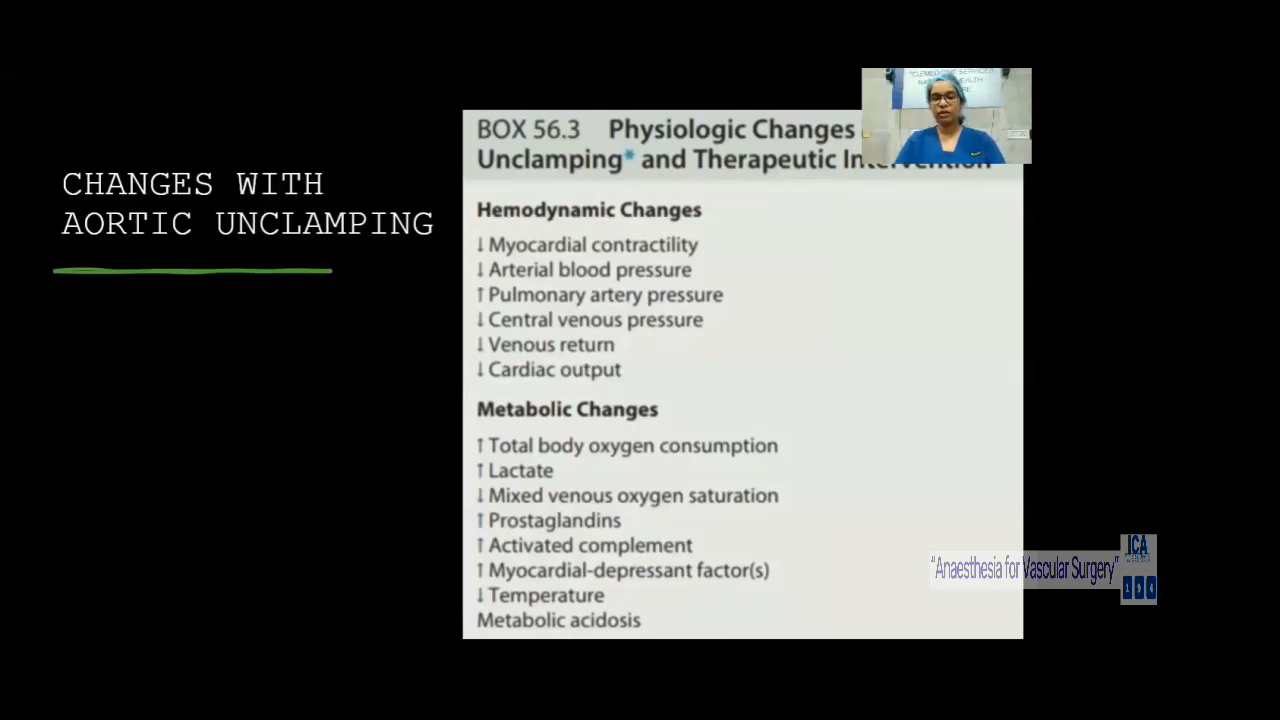 CHANGES WITH
AORTIC UNCLAMPING
BOX 56.3 Physiologic Changes
Unclamping* and Therapeutic Intervention
Hemodynamic Changes
↓ Myocardial contractility
↓ Arterial blood pressure
↑ Pulmonary artery pressure
↓ Central venous pressure
↓ Venous return
↓ Cardiac output
Metabolic Changes
↑ Total body oxygen consumption
↑ Lactate
↓ Mixed venous oxygen saturation
↑ Prostaglandins
↑ Activated complement
↑ Myocardial-depressant factor(s)
↓ Temperature
Metabolic acidosis
"Anaesthesia for Vascular Surgery"
ICA